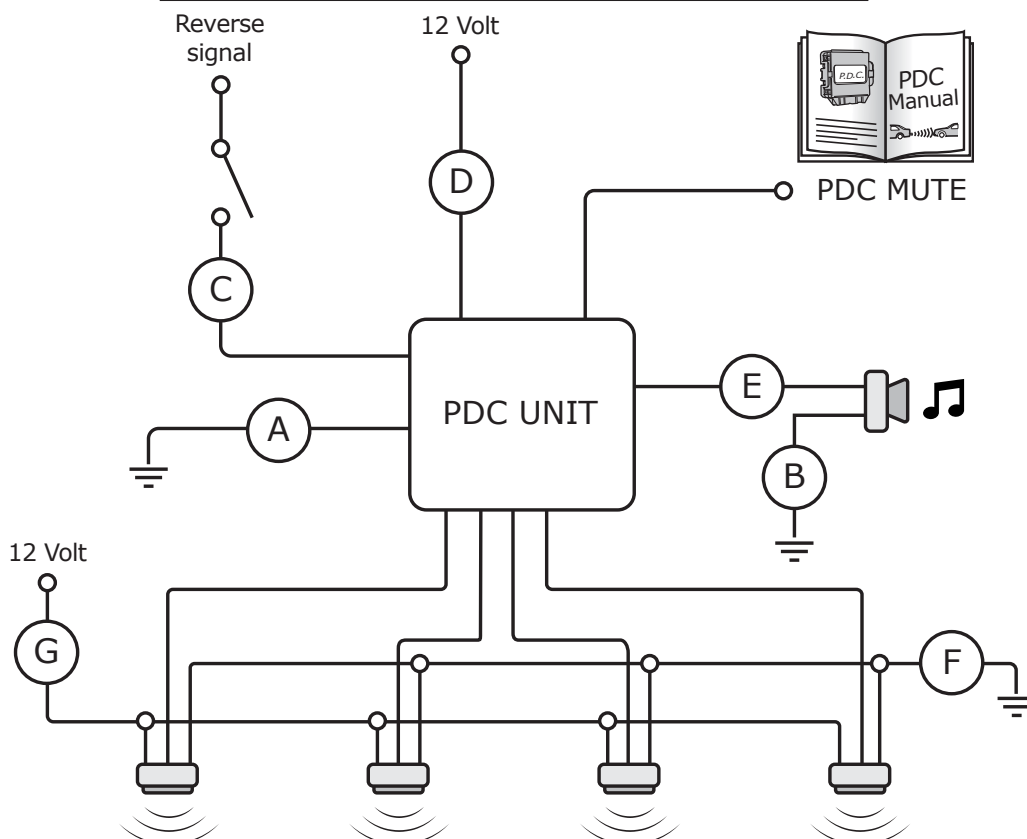 Reverse
signal
12 Volt
P.D.C.
PDC
Manual
PDC MUTE
D
C
PDC UNIT
E
A
B
12 Volt
G
F